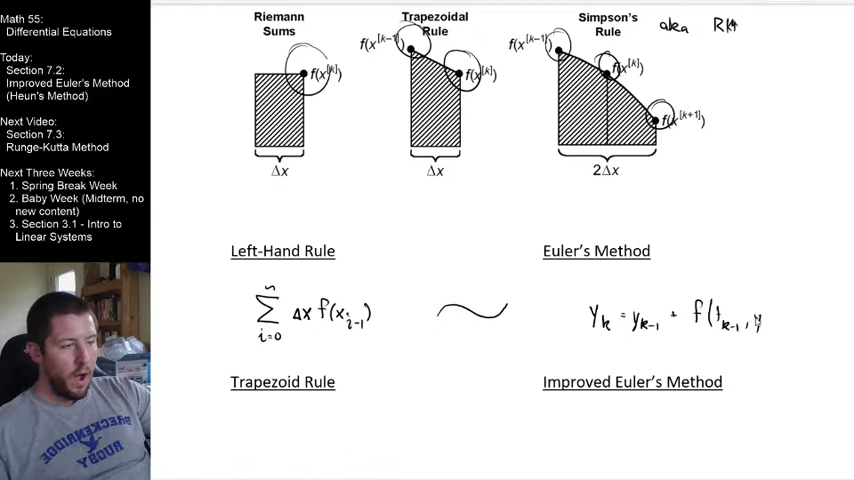 Math 55:
Differential Equations
Today:
Section 7.2:
Improved Euler's Method
(Heun's Method)
Next Video:
Section 7.3:
Runge-Kutta Method
Next Three Weeks:
1. Spring Break Week
2. Baby Week (Midterm, no
new content)
3. Section 3.1 - Intro to
Linear Systems
Riemann
Sums
f(x^[k])
Δx
Trapezoidal
Rule
f(x^[k-1])
f(x^[k])
Δx
Simpson's
Rule
f(x^[k-1])
f(x^[k])
f(x^[k+1])
2Δx
aka RK4
Left-Hand Rule
Euler's Method
n
Σ Δx f(x_{i-1})
i=0
y_k = y_{k-1} + f(t_{k-1}, y
Trapezoid Rule
Improved Euler's Method
BRECKENRIDGE
RUGBY